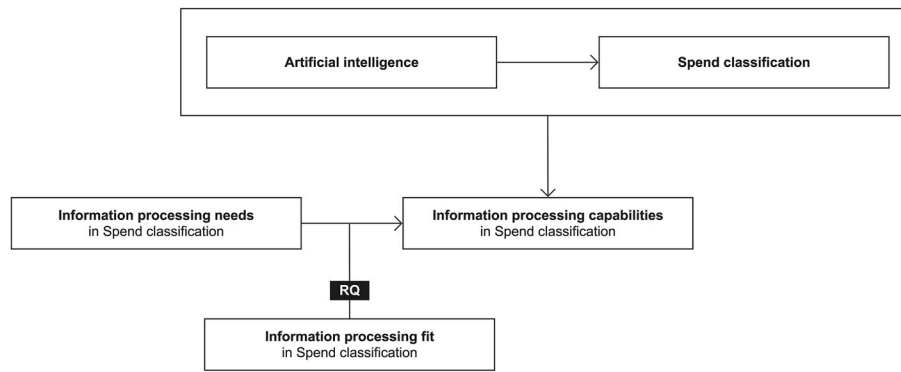 Artificial intelligence
Spend classification
Information processing needs
in Spend classification
Information processing capabilities
in Spend classification
RQ
Information processing fit
in Spend classification